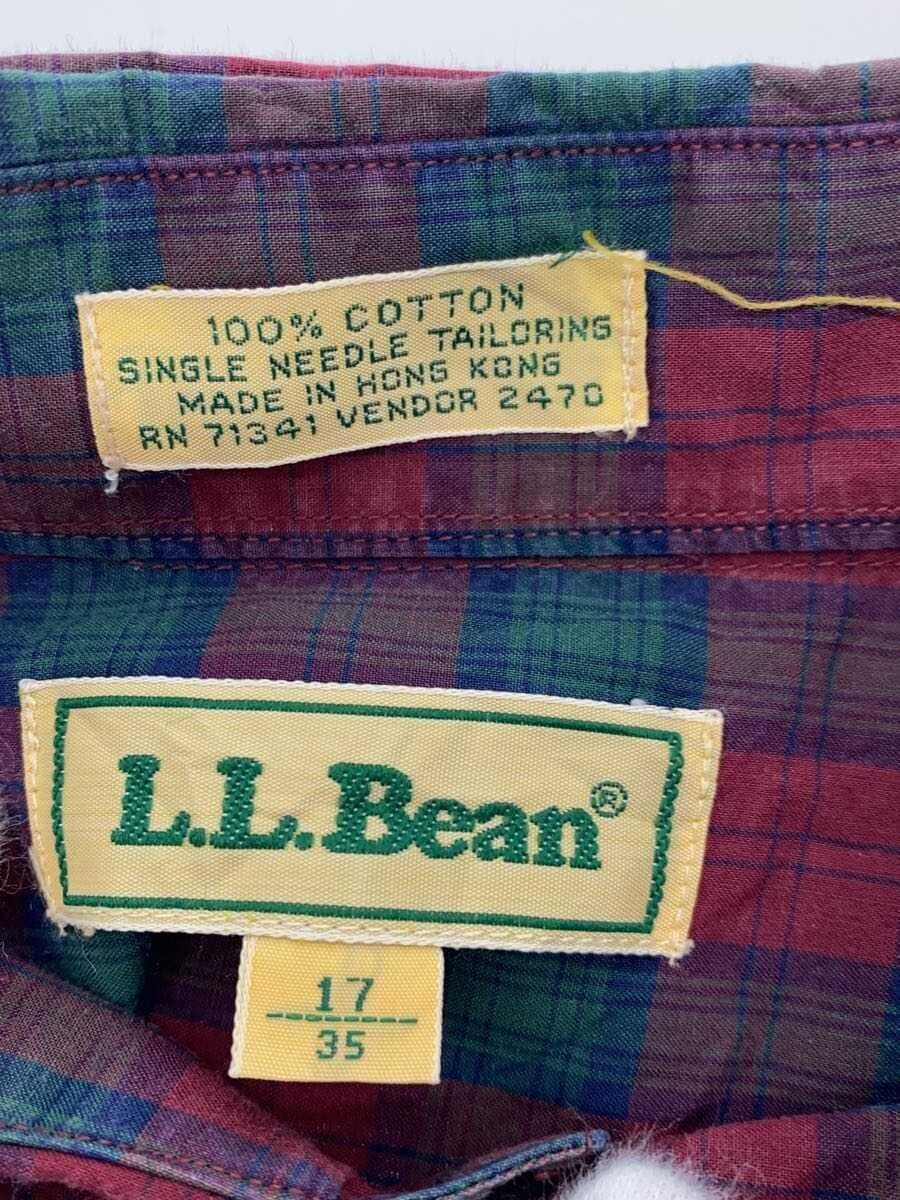 100% COTTON
SINGLE NEEDLE TAILORING
MADE IN HONG KONG
RN 71341 VENDOR 2470
L.L.Bean®
17
35